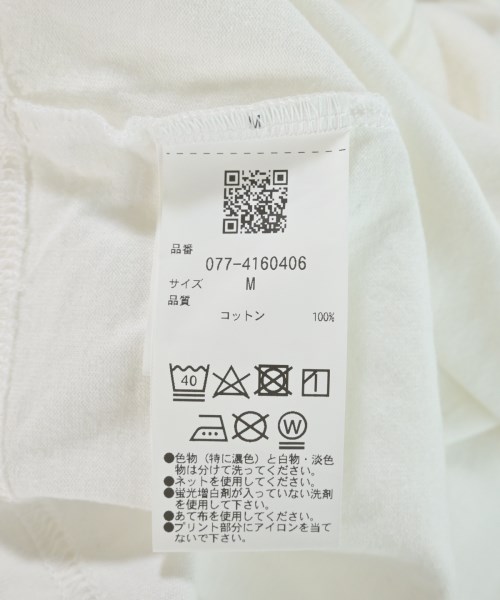 M
品番
077-4160406
サイズ M
品質
コットン 100%
40
W
●色物（特に濃色）と白物・淡色
物は分けて洗ってください。
●ネットを使用してください。
●蛍光増白剤が入っていない洗剤
を使用して下さい。
●あて布を使用してください。
●プリント部分にアイロンを当て
ないで下さい。